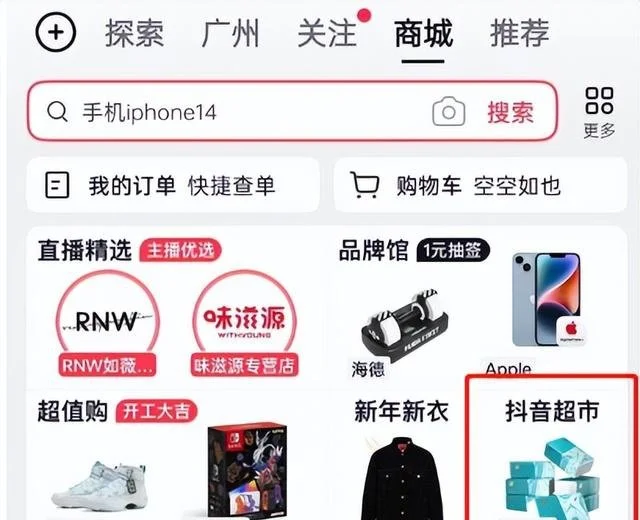 探索 广州 关注 商城 推荐
手机iphone14 搜索
更多
我的订单 快捷查单 购物车 空空如也
直播精选 主播优选 品牌馆 1元抽签
RNW 味滋源
WITHYOUNG
RNW如薇... 味滋源专营店 海德 Apple
超值购 开工大吉 新年新衣 抖音超市